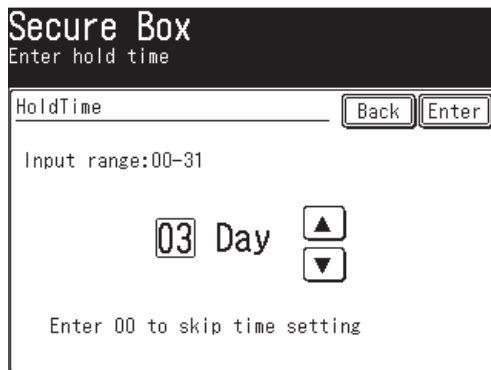 Secure Box
Enter hold time
HoldTime Back Enter
Input range:00-31
03 Day ▲
▼
Enter 00 to skip time setting